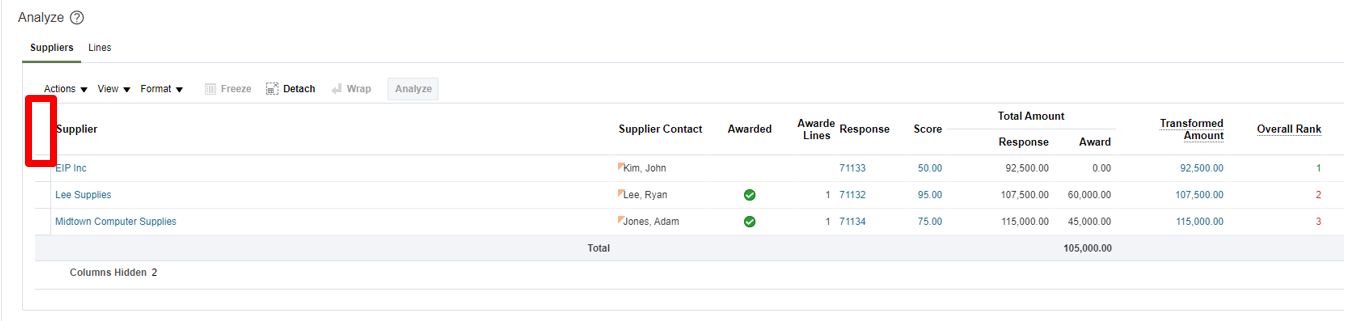 Analyze ?
Suppliers Lines
Actions View Format Freeze Detach Wrap Analyze
Supplier Supplier Contact Awarded Awarde Lines Response Score Total Amount Response Award Transformed Amount Overall Rank
EIP Inc Kim, John 71133 50.00 92,500.00 0.00 92,500.00 1
Lee Supplies Lee, Ryan 1 71132 95.00 107,500.00 60,000.00 107,500.00 2
Midtown Computer Supplies Jones, Adam 1 71134 75.00 115,000.00 45,000.00 115,000.00 3
Total 105,000.00
Columns Hidden 2